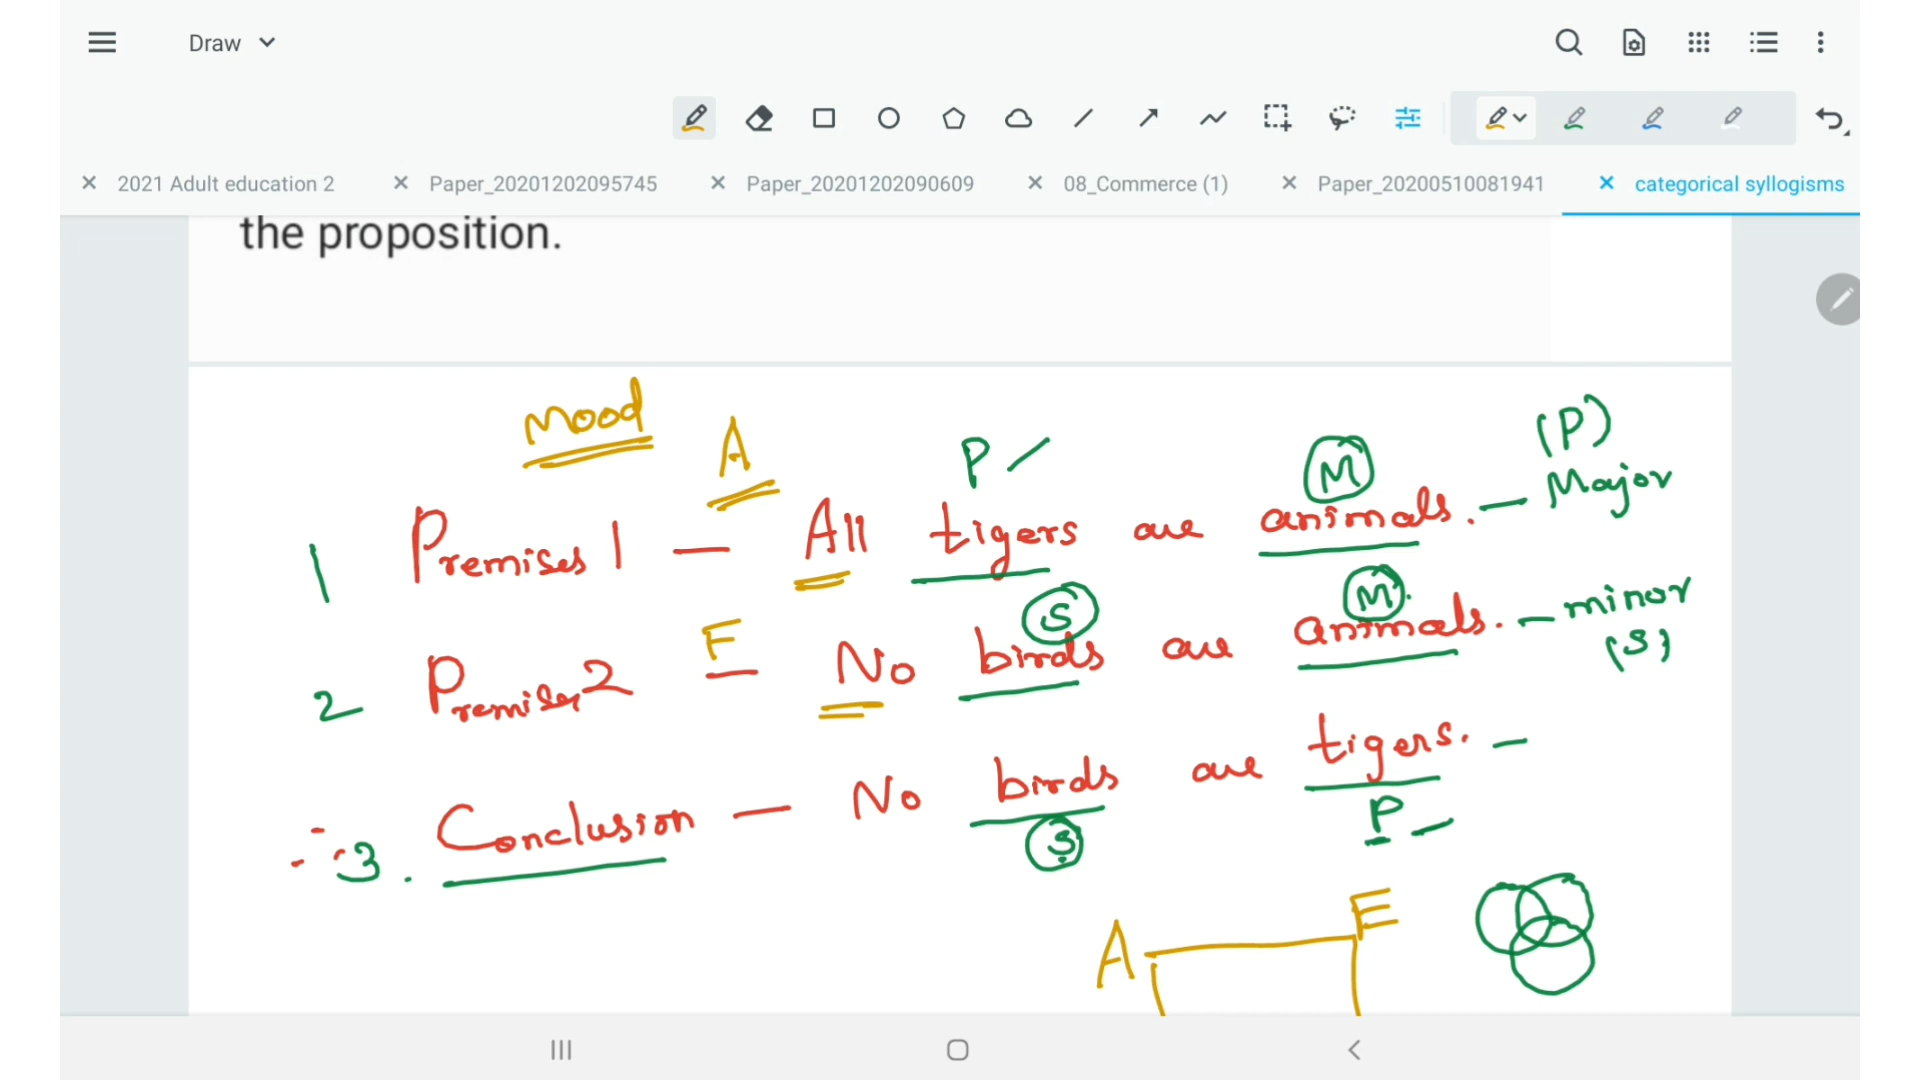 Draw
2021 Adult education 2 Paper_20201202095745 Paper_20201202090609 08_Commerce (1) Paper_20200510081941 categorical syllogisms
the proposition.
Mood A P M (P)
1 Premises 1 — All tigers are animals. — Major
E S M
2 Premises 2 — No birds are animals. — minor
(S)
∴ 3. Conclusion — No birds are tigers. —
S P —
A E